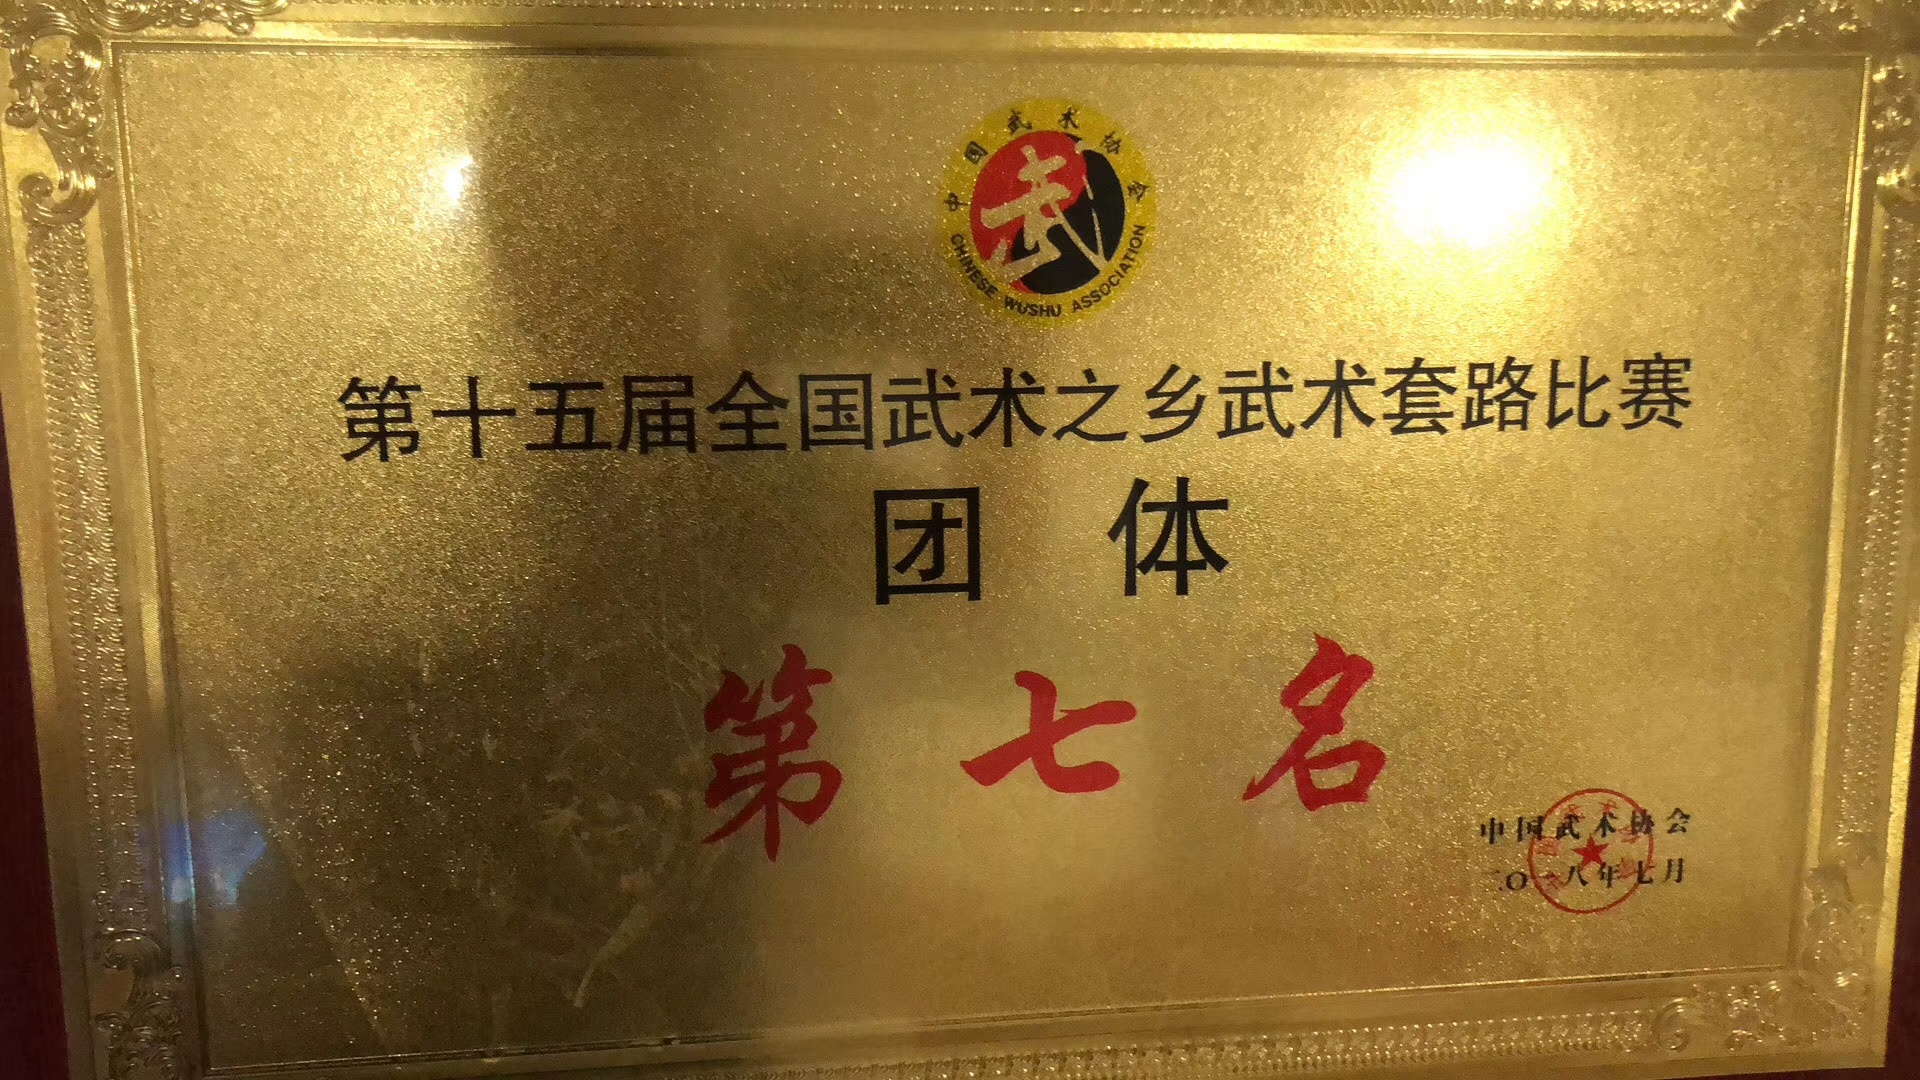 中国武术协会
CHINESE WUSHU ASSOCIATION
武
第十五届全国武术之乡武术套路比赛
团体
第七名
中国武术协会
二〇一八年七月